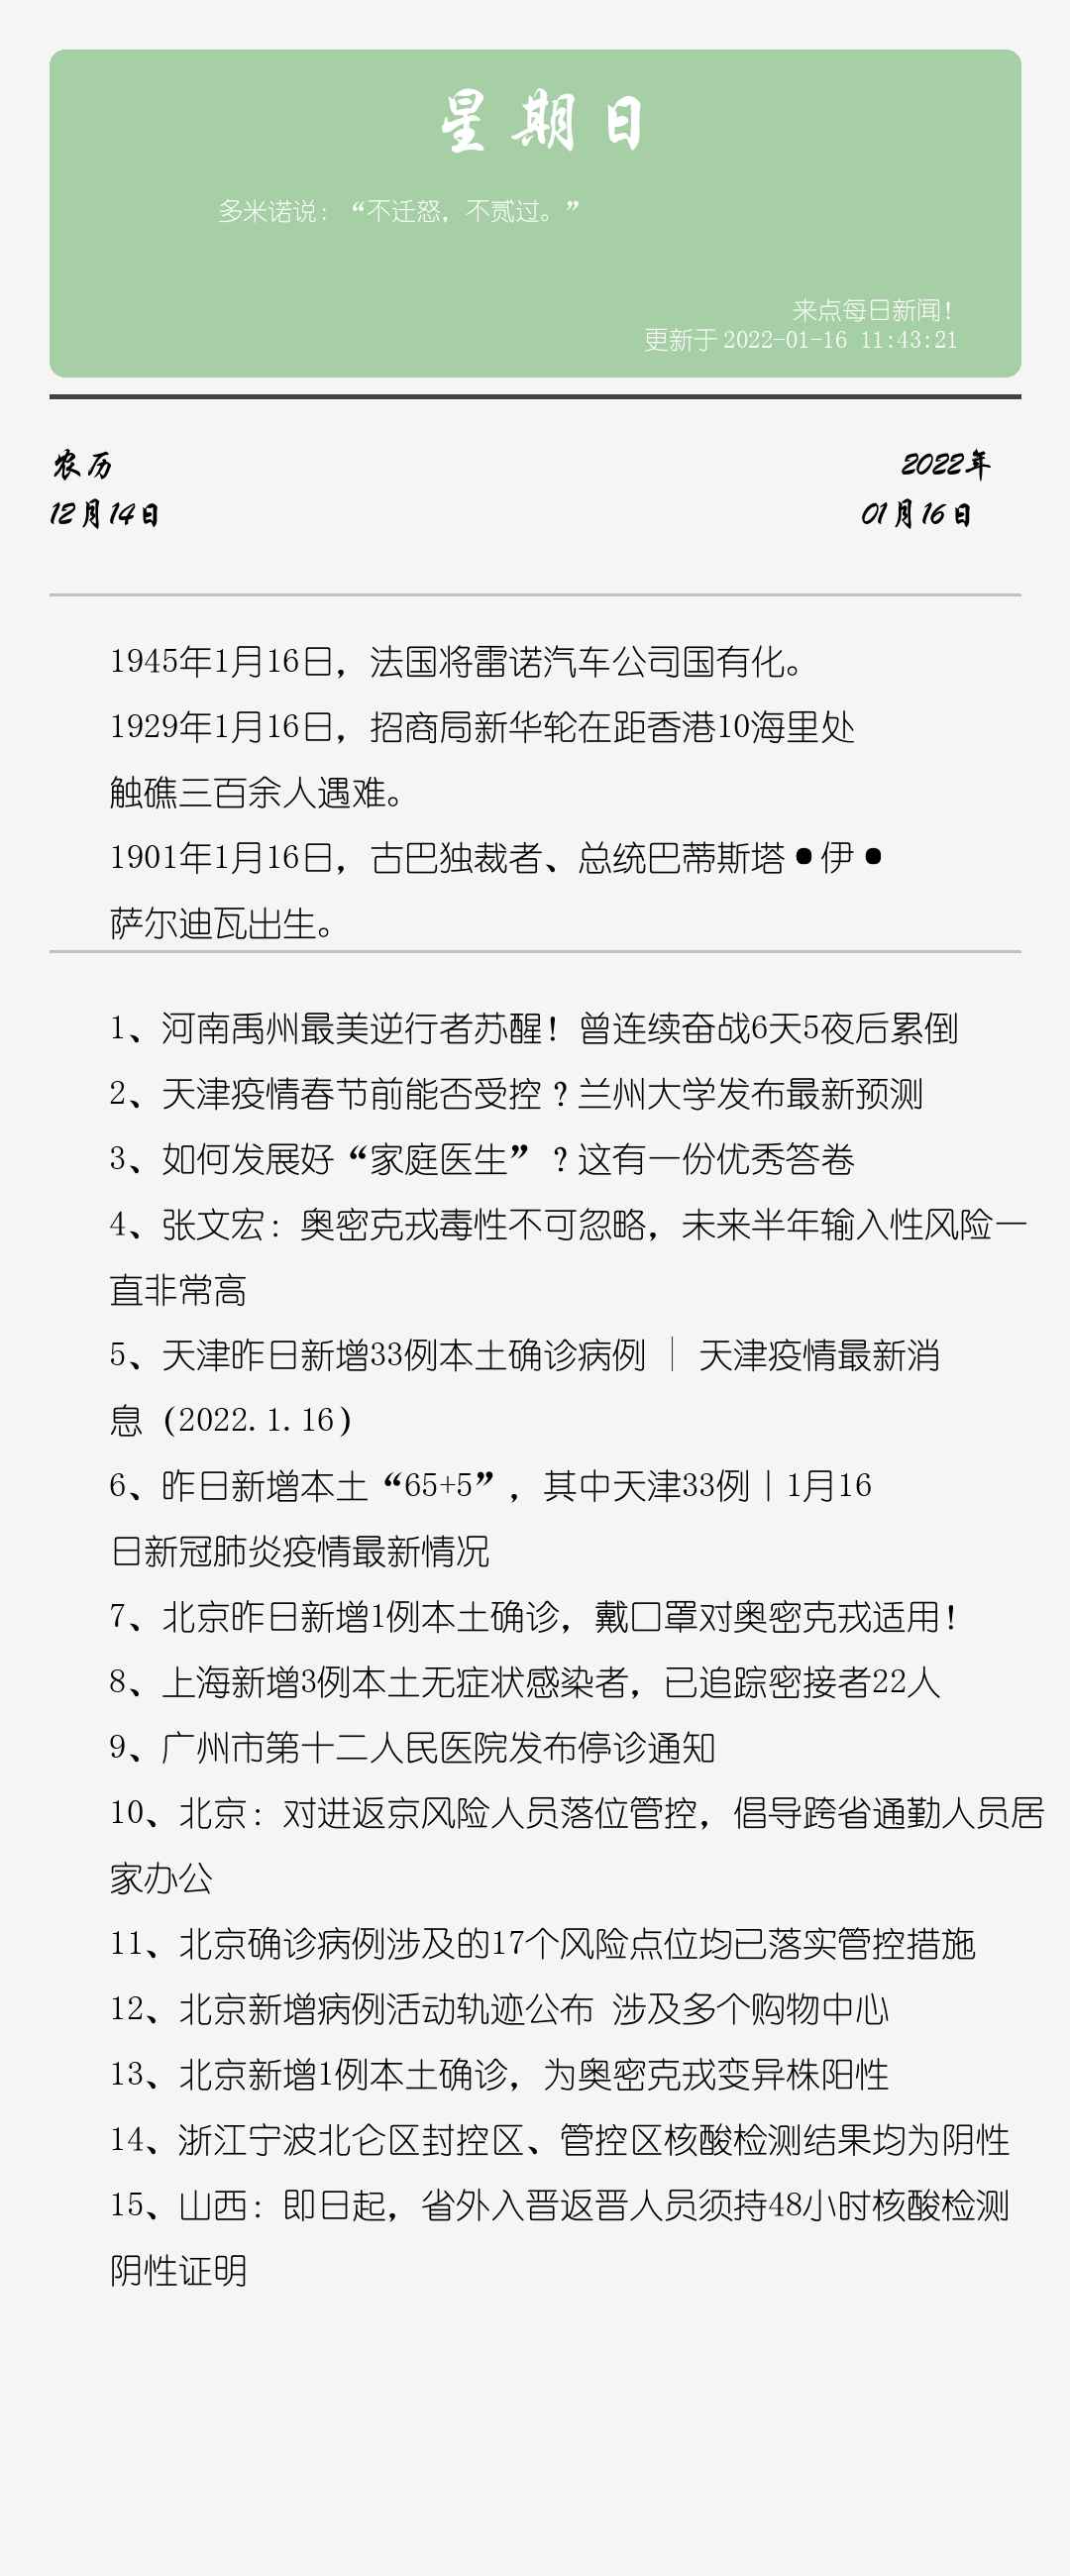 星期日
多米诺说：“不迁怒，不贰过。”
来点每日新闻！
更新于2022-01-16 11:43:21
农历
12月14日
2022年
01月16日
1945年1月16日，法国将雷诺汽车公司国有化。
1929年1月16日，招商局新华轮在距香港10海里处
触礁三百余人遇难。
1901年1月16日，古巴独裁者、总统巴蒂斯塔•伊•
萨尔迪瓦出生。
1、河南禹州最美逆行者苏醒！曾连续奋战6天5夜后累倒
2、天津疫情春节前能否受控？兰州大学发布最新预测
3、如何发展好“家庭医生”？这有一份优秀答卷
4、张文宏：奥密克戎毒性不可忽略，未来半年输入性风险一
直非常高
5、天津昨日新增33例本土确诊病例｜天津疫情最新消
息（2022.1.16）
6、昨日新增本土“65+5”，其中天津33例丨1月16
日新冠肺炎疫情最新情况
7、北京昨日新增1例本土确诊，戴口罩对奥密克戎适用！
8、上海新增3例本土无症状感染者，已追踪密接者22人
9、广州市第十二人民医院发布停诊通知
10、北京：对进返京风险人员落位管控，倡导跨省通勤人员居
家办公
11、北京确诊病例涉及的17个风险点位均已落实管控措施
12、北京新增病例活动轨迹公布 涉及多个购物中心
13、北京新增1例本土确诊，为奥密克戎变异株阳性
14、浙江宁波北仑区封控区、管控区核酸检测结果均为阴性
15、山西：即日起，省外入晋返晋人员须持48小时核酸检测
阴性证明